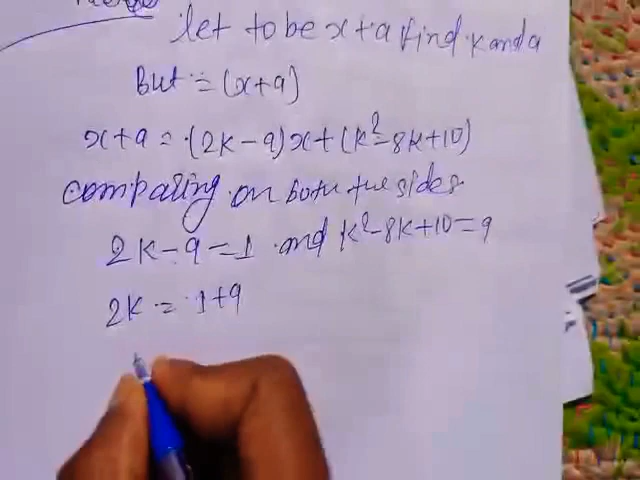 let to be x+a find k and a
But = (x+a)
x+a = (2k-9)x+(k²-8k+10)
comparing on both the sides
2k-9=1 and k²-8k+10=a
2k = 1+9